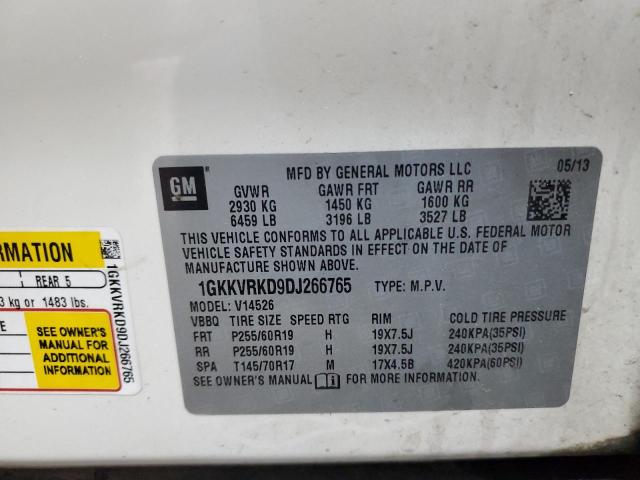 GM
MFD BY GENERAL MOTORS LLC 05/13
GVWR GAWR FRT GAWR RR
2930 KG 1450 KG 1600 KG
6459 LB 3196 LB 3527 LB
THIS VEHICLE CONFORMS TO ALL APPLICABLE U.S. FEDERAL MOTOR
VEHICLE SAFETY STANDARDS IN EFFECT ON THE DATE OF
MANUFACTURE SHOWN ABOVE.
1GKKVRKD9DJ266765 TYPE: M.P.V.
MODEL: V14526
VBBQ TIRE SIZE SPEED RTG RIM COLD TIRE PRESSURE
FRT P255/60R19 H 19X7.5J 240KPA(35PSI)
RR P255/60R19 H 19X7.5J 240KPA(35PSI)
SPA T145/70R17 M 17X4.5B 420KPA(60PSI)
SEE OWNER'S MANUAL FOR MORE INFORMATION.
REAR 5
kg or 1483 lbs.
SEE OWNER'S
MANUAL FOR
ADDITIONAL
INFORMATION
1GKKVRKD9DJ266765